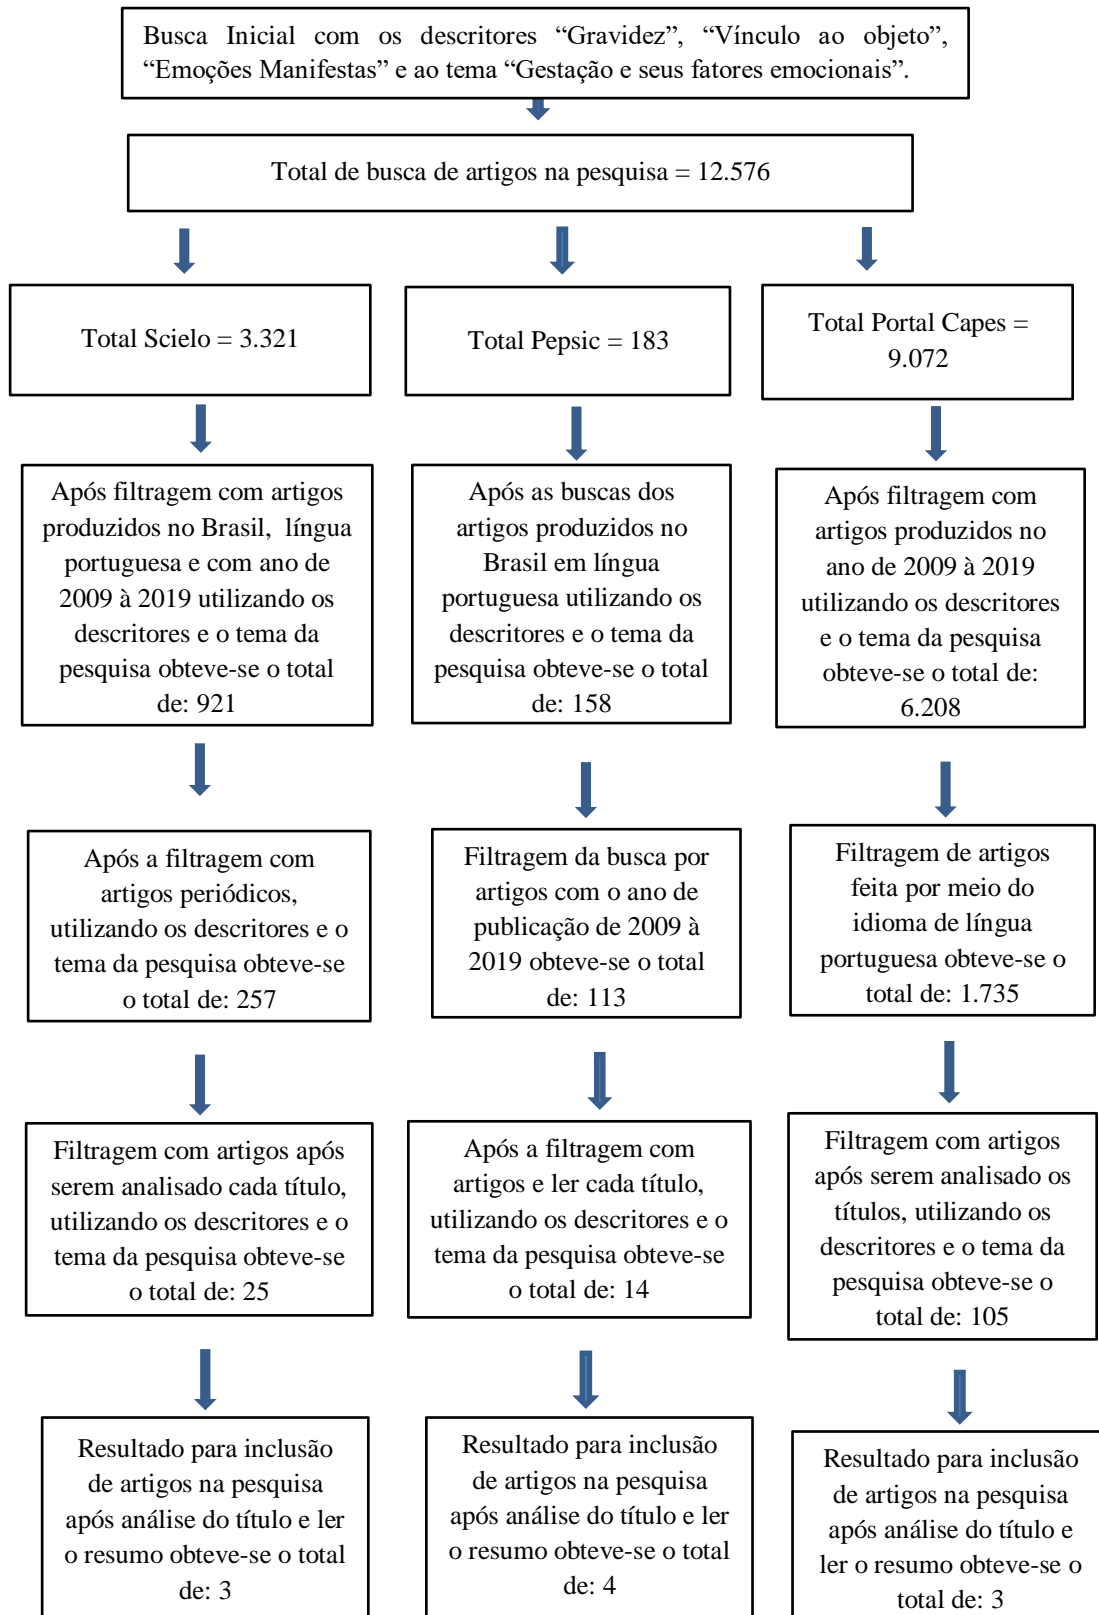 Busca Inicial com os descritores “Gravidez”, “Vínculo ao objeto”,
“Emoções Manifestas” e ao tema “Gestação e seus fatores emocionais”.
Total de busca de artigos na pesquisa = 12.576
Total Scielo = 3.321
Total Pepsic = 183
Total Portal Capes =
9.072
Após filtragem com artigos
produzidos no Brasil, língua
portuguesa e com ano de
2009 à 2019 utilizando os
descritores e o tema da
pesquisa obteve-se o total
de: 921
Após as buscas dos
artigos produzidos no
Brasil em língua
portuguesa utilizando os
descritores e o tema da
pesquisa obteve-se o total
de: 158
Após filtragem com
artigos produzidos no
ano de 2009 à 2019
utilizando os descritores
e o tema da pesquisa
obteve-se o total de:
6.208
Após a filtragem com
artigos periódicos,
utilizando os descritores e o
tema da pesquisa obteve-se
o total de: 257
Filtragem da busca por
artigos com o ano de
publicação de 2009 à
2019 obteve-se o total
de: 113
Filtragem de artigos
feita por meio do
idioma de língua
portuguesa obteve-se o
total de: 1.735
Filtragem com artigos após
serem analisado cada título,
utilizando os descritores e o
tema da pesquisa obteve-se
o total de: 25
Após a filtragem com
artigos e ler cada título,
utilizando os descritores e o
tema da pesquisa obteve-se
o total de: 14
Filtragem com artigos
após serem analisado os
títulos, utilizando os
descritores e o tema da
pesquisa obteve-se o
total de: 105
Resultado para inclusão
de artigos na pesquisa
após análise do título e ler
o resumo obteve-se o total
de: 3
Resultado para inclusão
de artigos na pesquisa
após análise do título e ler
o resumo obteve-se o total
de: 4
Resultado para inclusão
de artigos na pesquisa
após análise do título e
ler o resumo obteve-se o
total de: 3